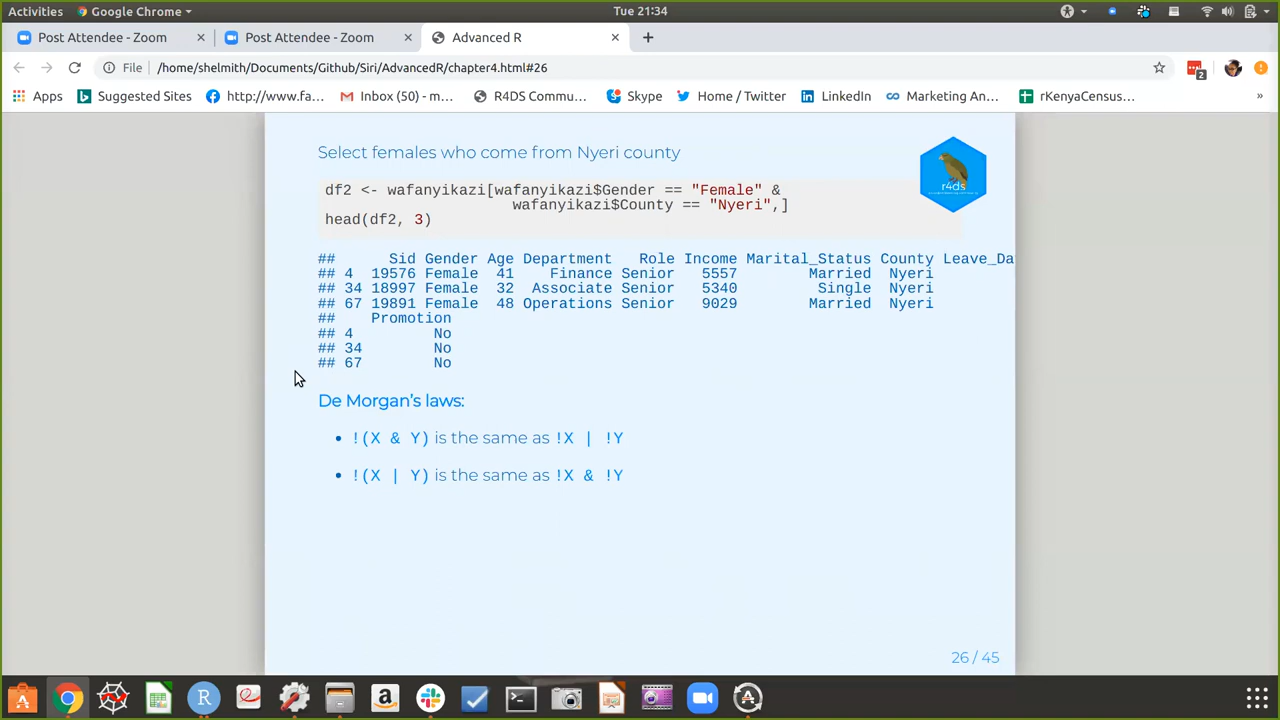 Activities
Google Chrome
Tue 21:34
Post Attendee - Zoom
Post Attendee - Zoom
Advanced R
File
/home/shelmith/Documents/Github/Siri/AdvancedR/chapter4.html#26
2
Apps
Suggested Sites
http://www.fa...
Inbox (50) - m...
R4DS Commu...
Skype
Home / Twitter
LinkedIn
Marketing An...
rKenyaCensus...
»
Select females who come from Nyeri county
r4ds
df2 <- wafanyikazi[wafanyikazi$Gender == "Female" &
wafanyikazi$County == "Nyeri",]
head(df2, 3)
## Sid Gender Age Department Role Income Marital_Status County Leave_Da
## 4 19576 Female 41 Finance Senior 5557 Married Nyeri
## 34 18997 Female 32 Associate Senior 5340 Single Nyeri
## 67 19891 Female 48 Operations Senior 9029 Married Nyeri
## Promotion
## 4 No
## 34 No
## 67 No
De Morgan's laws:
• !(X & Y) is the same as !X | !Y
• !(X | Y) is the same as !X & !Y
26 / 45